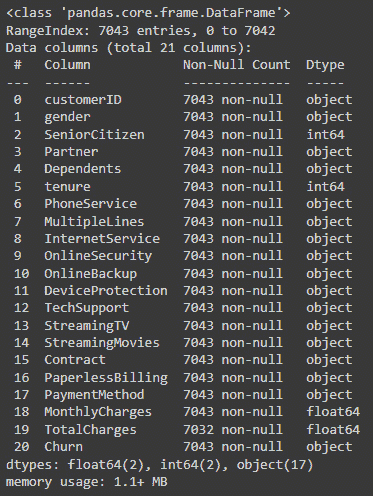 <class 'pandas.core.frame.DataFrame'>
RangeIndex: 7043 entries, 0 to 7042
Data columns (total 21 columns):
 #   Column            Non-Null Count  Dtype
---  ------            --------------  -----
 0   customerID        7043 non-null   object
 1   gender            7043 non-null   object
 2   SeniorCitizen     7043 non-null   int64
 3   Partner           7043 non-null   object
 4   Dependents        7043 non-null   object
 5   tenure            7043 non-null   int64
 6   PhoneService      7043 non-null   object
 7   MultipleLines     7043 non-null   object
 8   InternetService   7043 non-null   object
 9   OnlineSecurity    7043 non-null   object
 10  OnlineBackup      7043 non-null   object
 11  DeviceProtection  7043 non-null   object
 12  TechSupport       7043 non-null   object
 13  StreamingTV       7043 non-null   object
 14  StreamingMovies   7043 non-null   object
 15  Contract          7043 non-null   object
 16  PaperlessBilling  7043 non-null   object
 17  PaymentMethod     7043 non-null   object
 18  MonthlyCharges    7043 non-null   float64
 19  TotalCharges      7032 non-null   float64
 20  Churn             7043 non-null   object
dtypes: float64(2), int64(2), object(17)
memory usage: 1.1+ MB